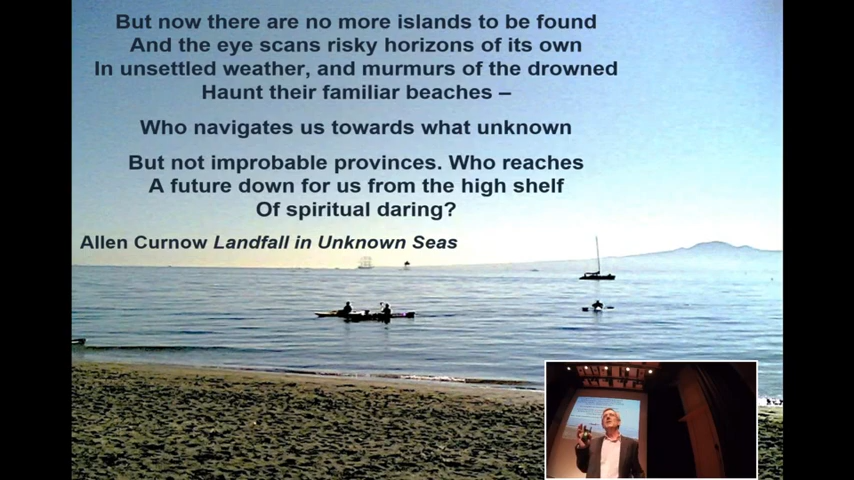 But now there are no more islands to be found
And the eye scans risky horizons of its own
In unsettled weather, and murmurs of the drowned
Haunt their familiar beaches –
Who navigates us towards what unknown
But not improbable provinces. Who reaches
A future down for us from the high shelf
Of spiritual daring?
Allen Curnow Landfall in Unknown Seas